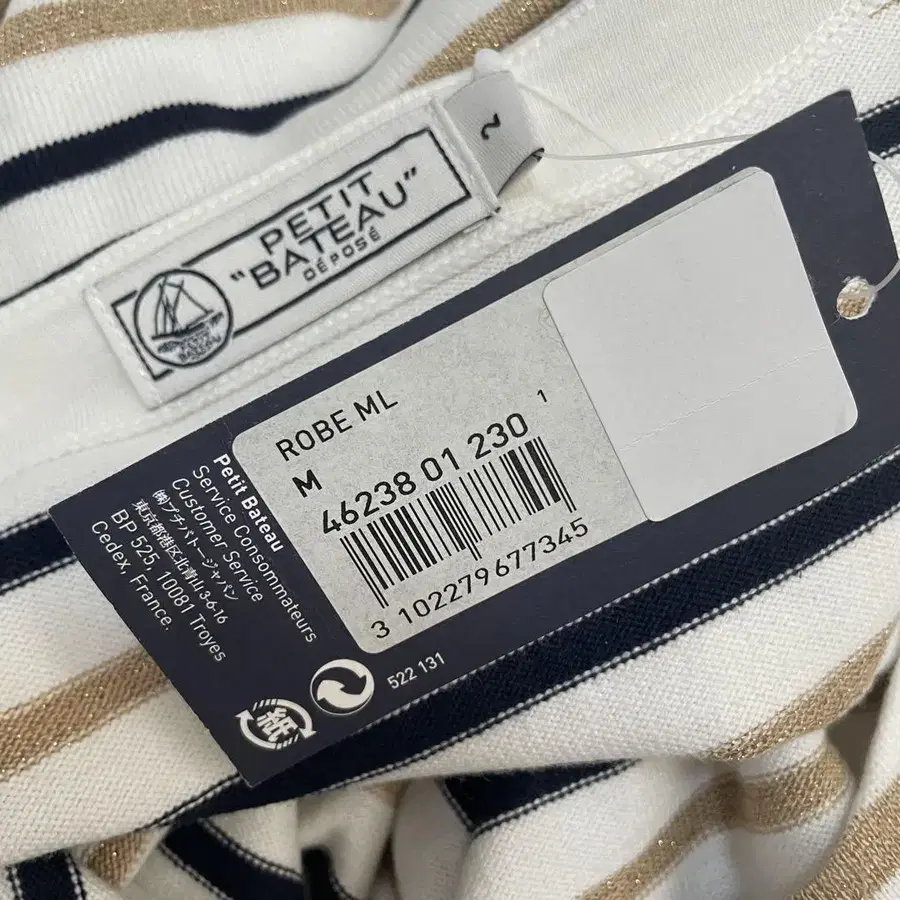 PETIT
"BATEAU"
DÉPOSÉ
PETIT
BATEAU
ROBE ML
M
46238 01 230 1
3 102279 677345
Petit Bateau
Service Consommateurs
Customer Service
㈱プチバトージャパン
東京都港区北青山3-6-16
BP 525, 10081 Troyes
Cedex, France.
紙
522 131